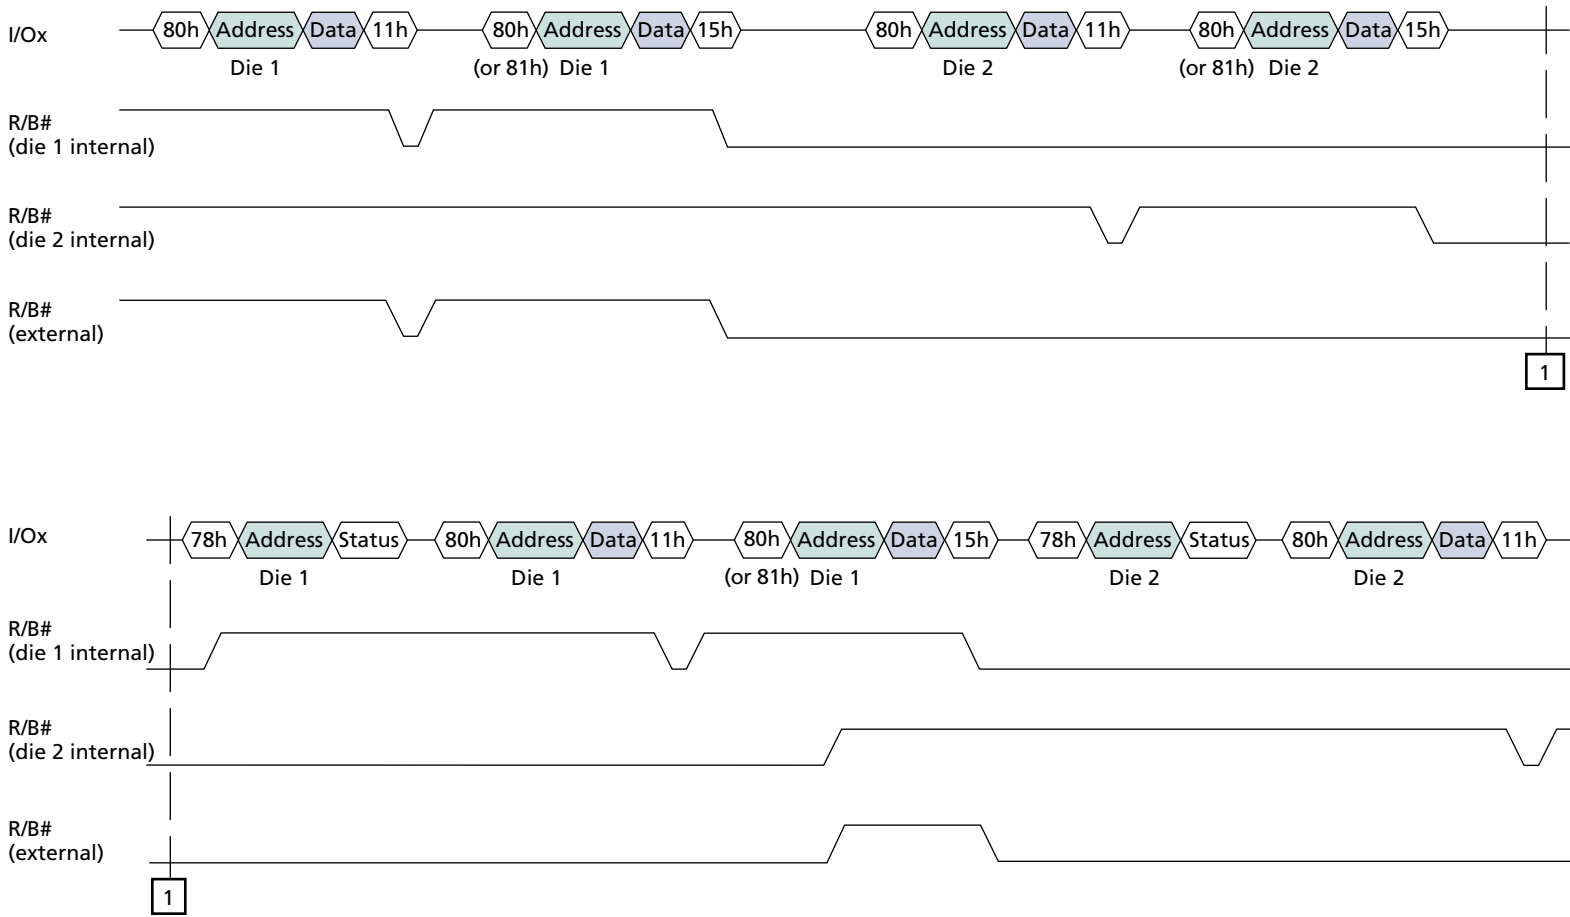 I/Ox 80h Address Data 11h 80h Address Data 15h 80h Address Data 11h 80h Address Data 15h
Die 1 (or 81h) Die 1 Die 2 (or 81h) Die 2
R/B#
(die 1 internal)
R/B#
(die 2 internal)
R/B#
(external)
1
I/Ox 78h Address Status 80h Address Data 11h 80h Address Data 15h 78h Address Status 80h Address Data 11h
Die 1 Die 1 (or 81h) Die 1 Die 2 Die 2
R/B#
(die 1 internal)
R/B#
(die 2 internal)
R/B#
(external)
1